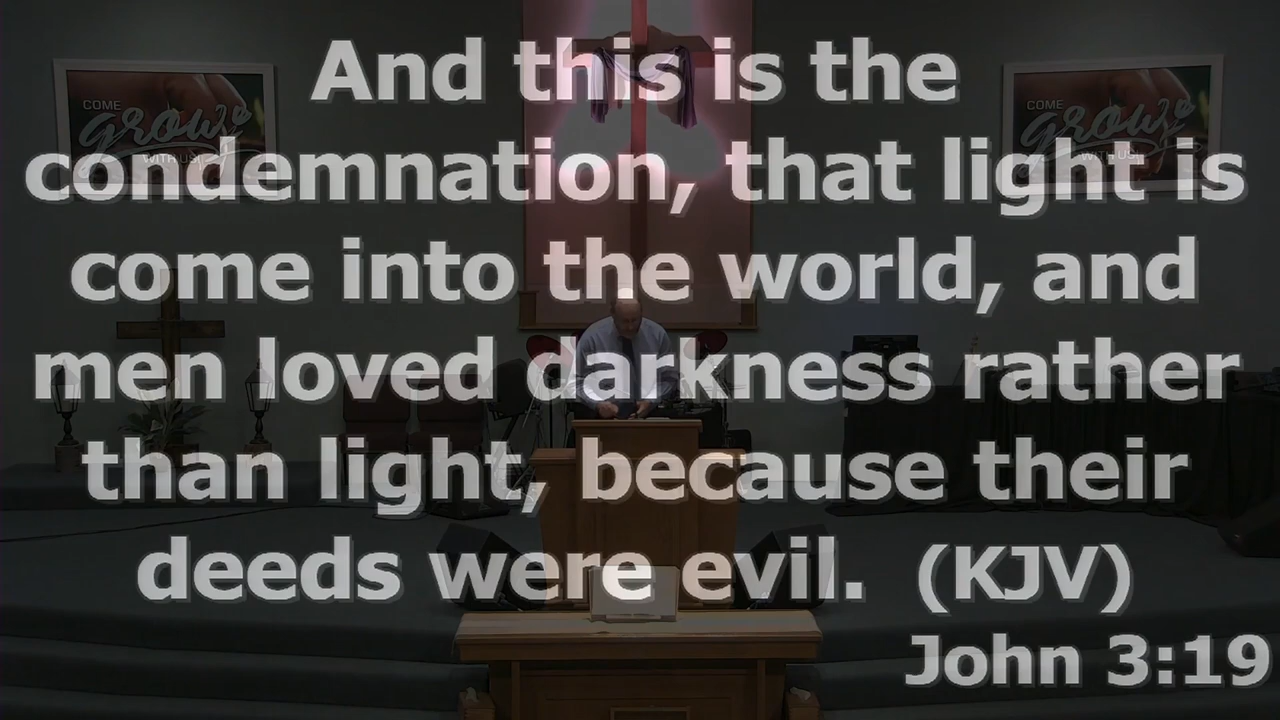 And this is the
condemnation, that light is
come into the world, and
men loved darkness rather
than light, because their
deeds were evil. (KJV)
John 3:19
COME
grow
WITH US!
COME
grow
WITH US!